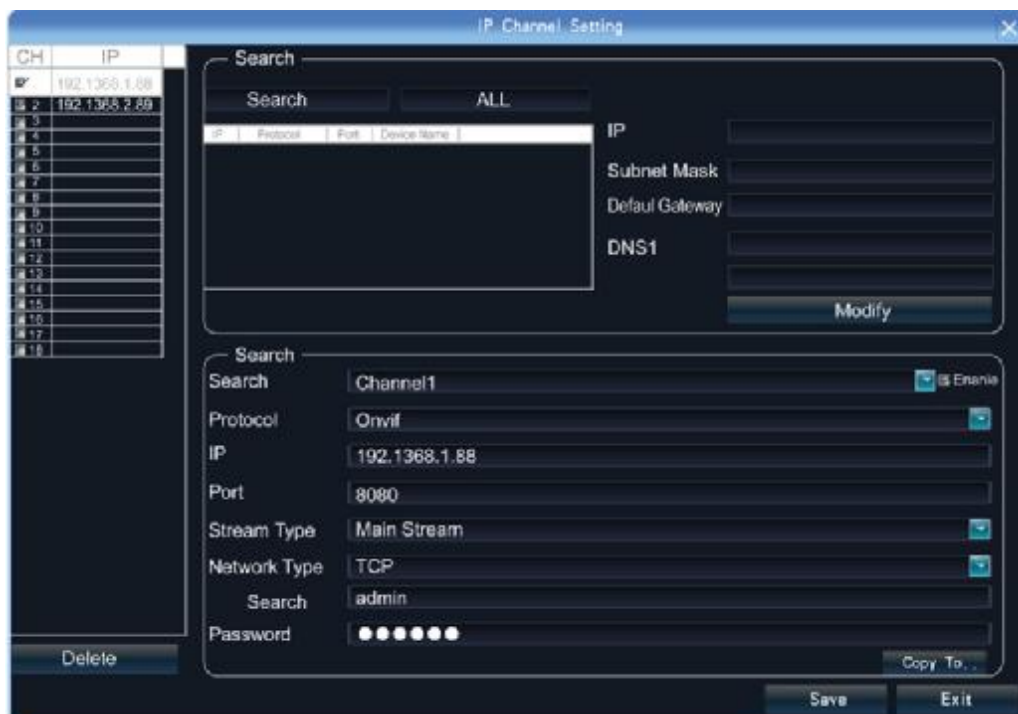 IP Channel Setting
CH IP
192.1368.1.88
2 192.1368.2.89
3
4
5
6
7
8
9
10
11
12
13
14
15
16
17
18
Delete
Search
Search ALL
IP Protocol Port Device Name
IP
Subnet Mask
Defaul Gateway
DNS1
Modify
Search
Search Channel1 Enanie
Protocol Onvif
IP 192.1368.1.88
Port 8080
Stream Type Main Stream
Network Type TCP
Search admin
Password ●●●●●●
Copy To..
Save Exit